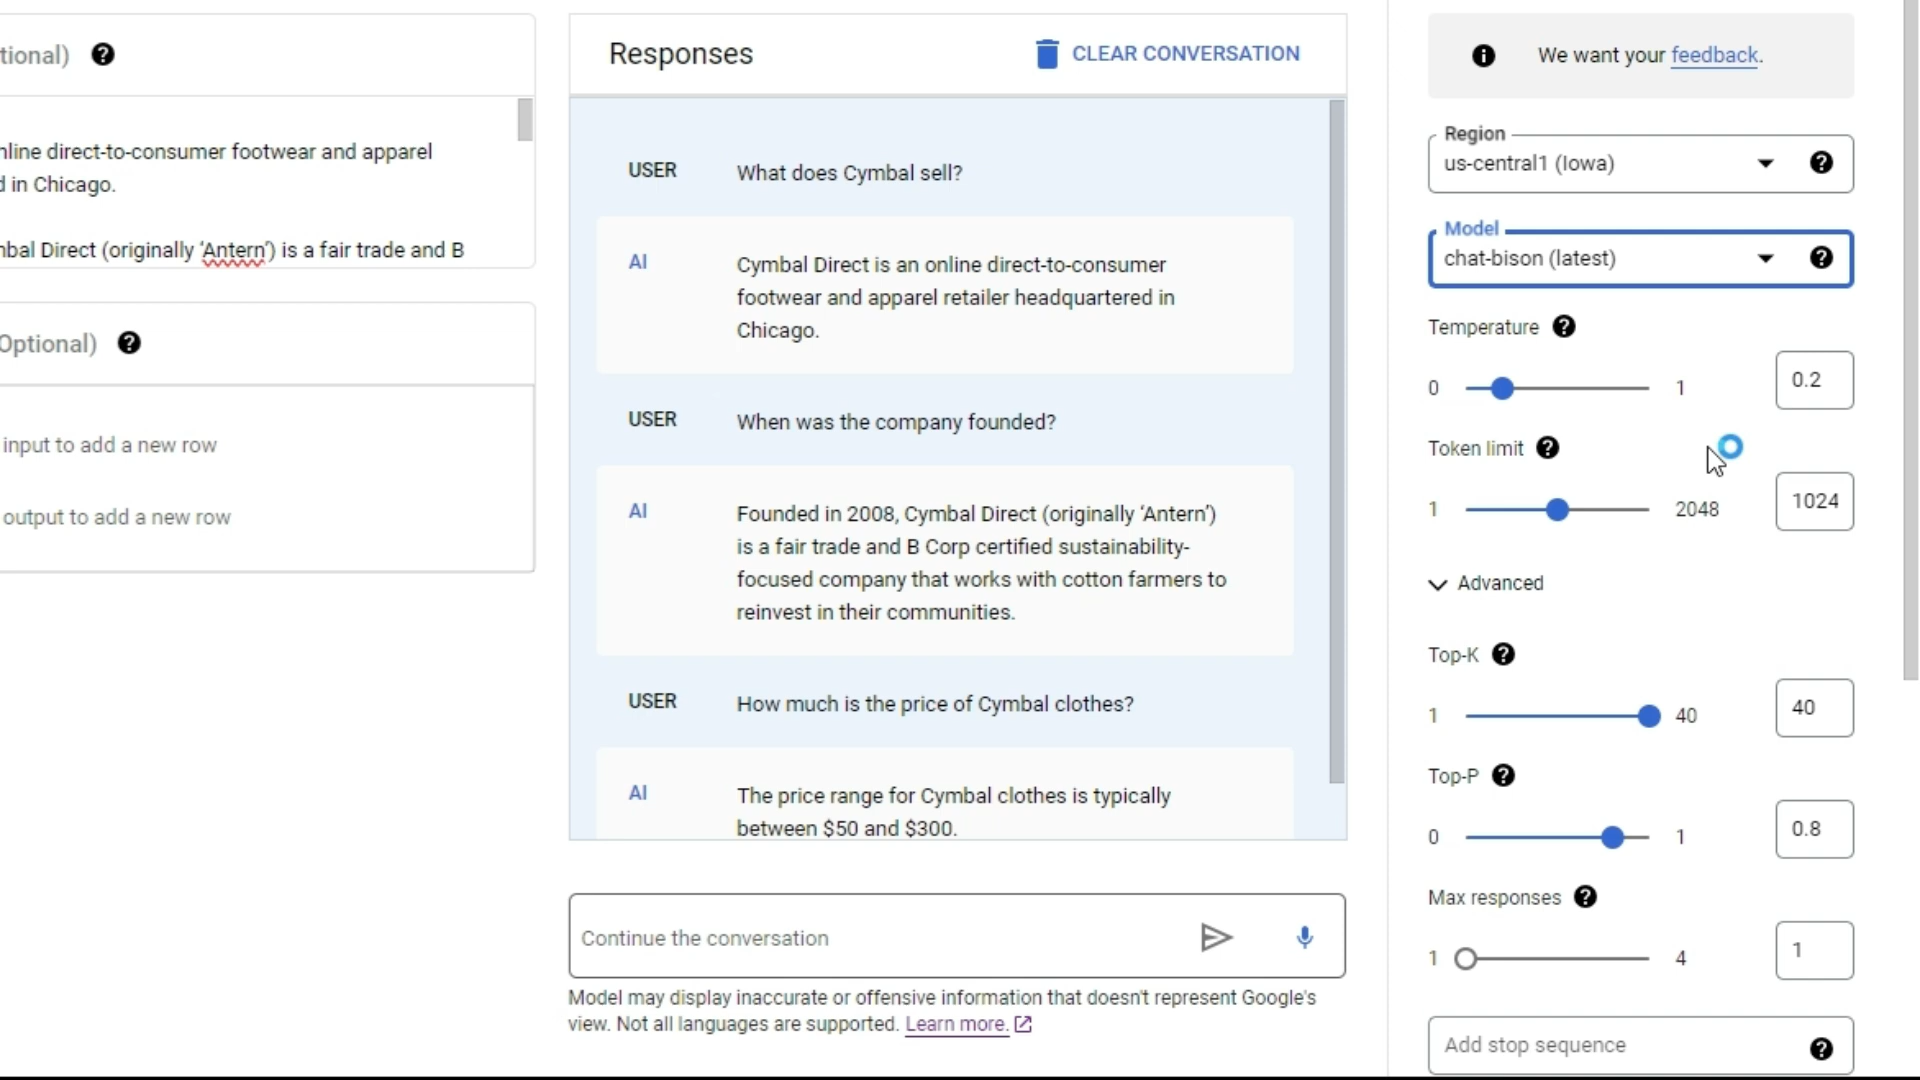 tional)
nline direct-to-consumer footwear and apparel
d in Chicago.
nbal Direct (originally ‘Antern’) is a fair trade and B
Optional)
input to add a new row
output to add a new row
Responses
CLEAR CONVERSATION
USER What does Cymbal sell?
AI Cymbal Direct is an online direct-to-consumer
footwear and apparel retailer headquartered in
Chicago.
USER When was the company founded?
AI Founded in 2008, Cymbal Direct (originally ‘Antern’)
is a fair trade and B Corp certified sustainability-
focused company that works with cotton farmers to
reinvest in their communities.
USER How much is the price of Cymbal clothes?
AI The price range for Cymbal clothes is typically
between $50 and $300.
Continue the conversation
Model may display inaccurate or offensive information that doesn't represent Google's
view. Not all languages are supported. Learn more.
We want your feedback.
Region
us-central1 (Iowa)
Model
chat-bison (latest)
Temperature
0 1 0.2
Token limit
1 2048 1024
Advanced
Top-K
1 40 40
Top-P
0 1 0.8
Max responses
1 4 1
Add stop sequence